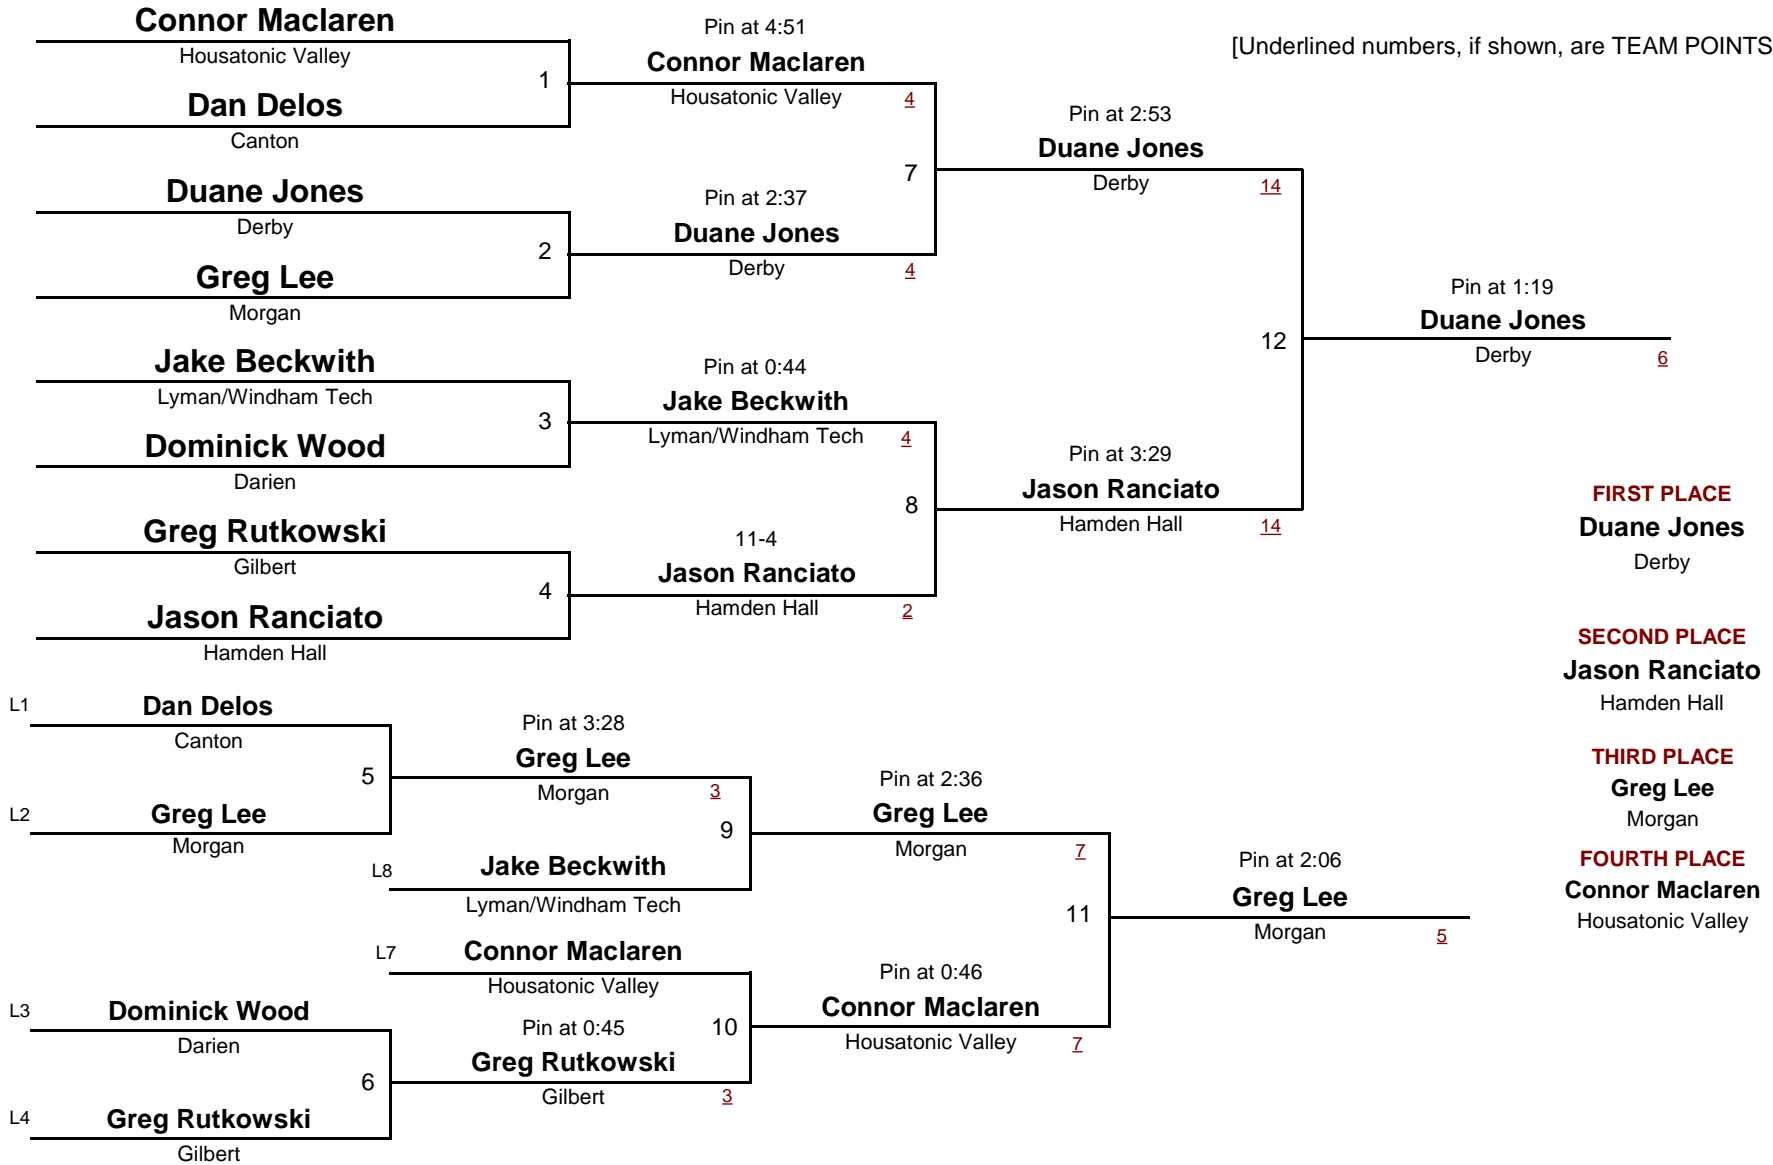 Connor Maclaren
Housatonic Valley
1
Dan Delos
Canton
Duane Jones
Derby
2
Greg Lee
Morgan
Jake Beckwith
Lyman/Windham Tech
3
Dominick Wood
Darien
Greg Rutkowski
Gilbert
4
Jason Ranciato
Hamden Hall
Pin at 4:51
Connor Maclaren
Housatonic Valley
4
7
Pin at 2:37
Duane Jones
Derby
4
Pin at 0:44
Jake Beckwith
Lyman/Windham Tech
4
8
11-4
Jason Ranciato
Hamden Hall
2
[Underlined numbers, if shown, are TEAM POINTS
Pin at 2:53
Duane Jones
Derby
14
12
Pin at 3:29
Jason Ranciato
Hamden Hall
14
Pin at 1:19
Duane Jones
Derby
6
FIRST PLACE
Duane Jones
Derby
SECOND PLACE
Jason Ranciato
Hamden Hall
THIRD PLACE
Greg Lee
Morgan
FOURTH PLACE
Connor Maclaren
Housatonic Valley
L1
Dan Delos
Canton
5
L2
Greg Lee
Morgan
Pin at 3:28
Greg Lee
Morgan
3
9
L8
Jake Beckwith
Lyman/Windham Tech
L7
Connor Maclaren
Housatonic Valley
10
L3
Dominick Wood
Darien
6
L4
Greg Rutkowski
Gilbert
Pin at 0:45
Greg Rutkowski
Gilbert
3
Pin at 2:36
Greg Lee
Morgan
7
11
Pin at 0:46
Connor Maclaren
Housatonic Valley
7
Pin at 2:06
Greg Lee
Morgan
5